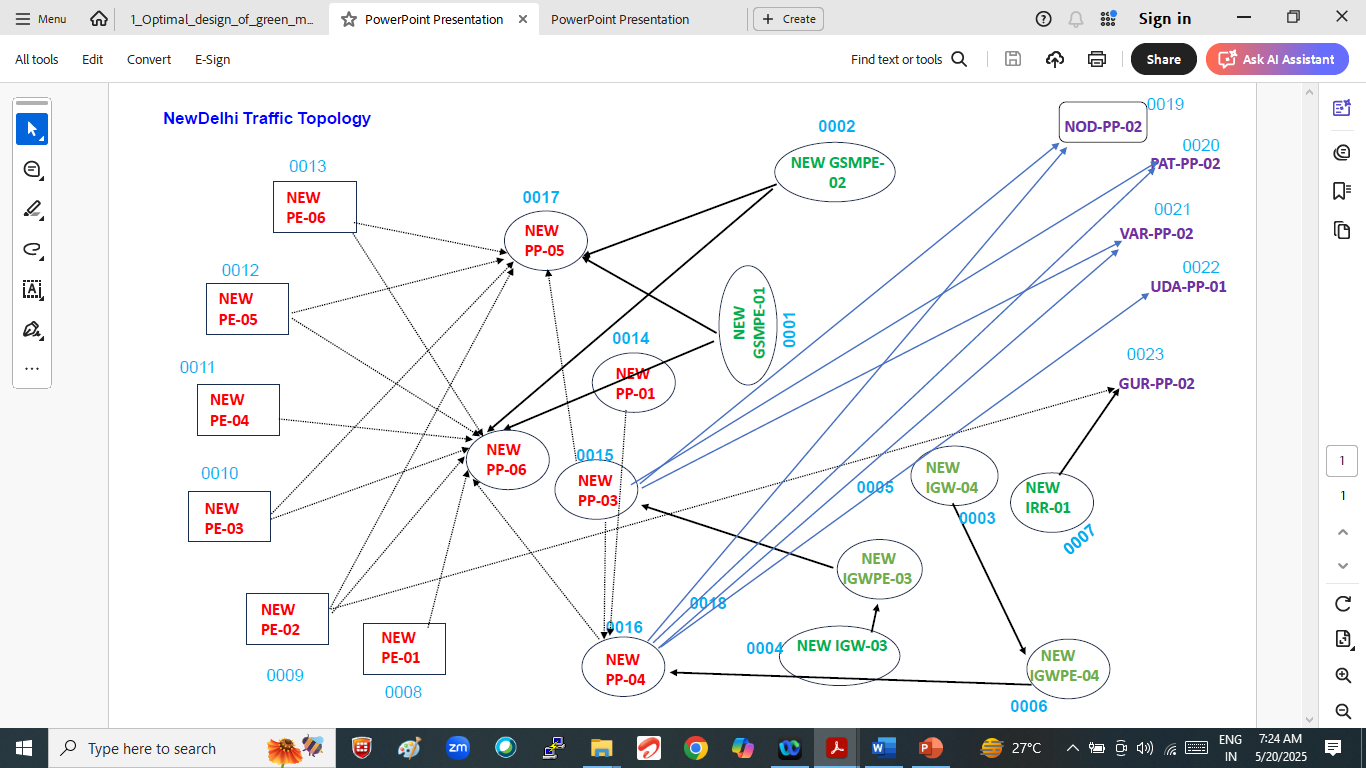 Menu
1_Optimal_design_of_green_m...
PowerPoint Presentation
PowerPoint Presentation
Create
Sign in
All tools
Edit
Convert
E-Sign
Find text or tools
Share
Ask AI Assistant
NewDelhi Traffic Topology
0013
NEW
PE-06
0012
NEW
PE-05
0011
NEW
PE-04
0010
NEW
PE-03
NEW
PE-02
0009
NEW
PE-01
0008
0017
NEW
PP-05
0002
NEW GSMPE-
02
NEW
GSMPE-01
0001
0014
NEW
PP-01
NEW
PP-06
0015
NEW
PP-03
0016
NEW
PP-04
0018
0019
NOD-PP-02
0020
PAT-PP-02
0021
VAR-PP-02
0022
UDA-PP-01
0023
GUR-PP-02
NEW
IGW-04
0005
0003
NEW
IRR-01
0007
NEW
IGWPE-03
0004
NEW IGW-03
NEW
IGWPE-04
0006
1
1
Type here to search
zm
27°C
ENG
IN
7:24 AM
5/20/2025